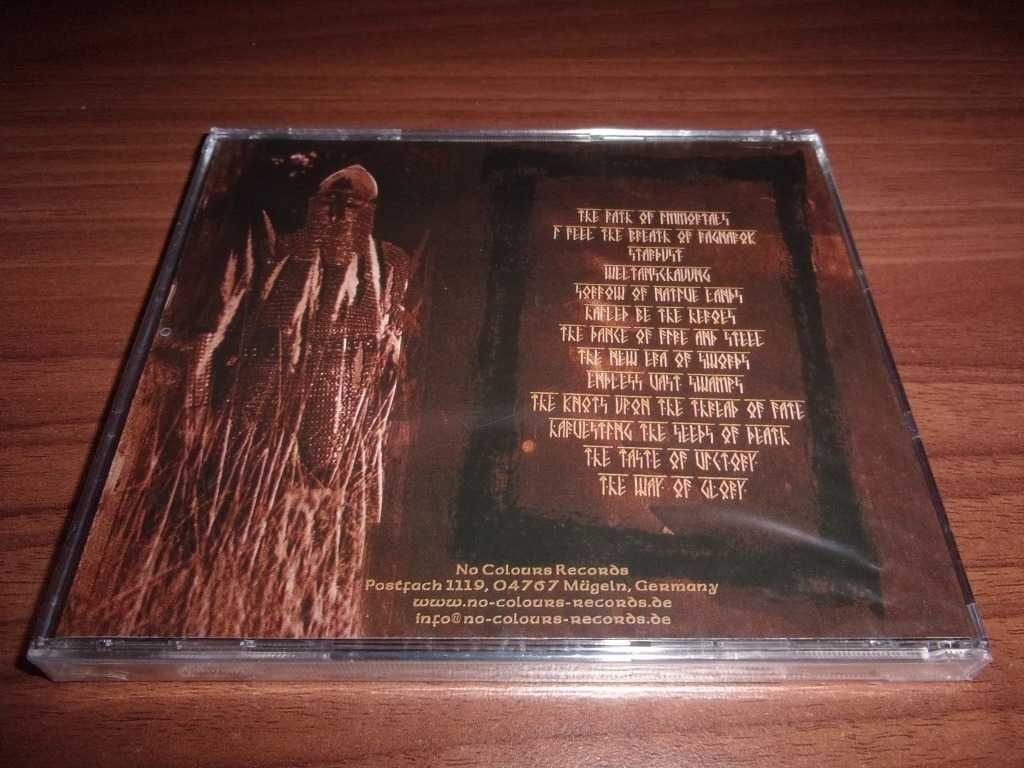 THE PATH OF IMMORTALS
I FEEL THE BREATH OF RAGNAROK
STARDUST
WELTANSCHAUUNG
SORROW OF NATIVE LANDS
HAILED BE THE HEROES
THE DANCE OF FIRE AND STEEL
THE NEW ERA OF SWORDS
ENDLESS VAST SWAMPS
THE KNOTS UPON THE THREAD OF FATE
HARVESTING THE SEEDS OF DEATH
THE TASTE OF VICTORY
THE WAY OF GLORY
No Colours Records
Postfach 1119, 04767 Mügeln, Germany
www.no-colours-records.de
info@no-colours-records.de